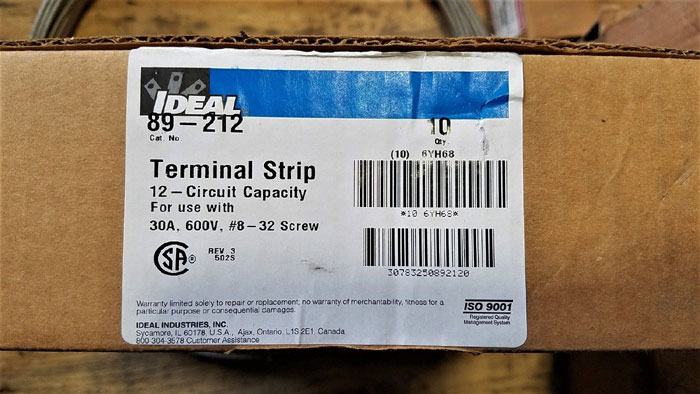 IDEAL
89-212
Cat. No.
10
Qty.
(10) 6YH68
Terminal Strip
12-Circuit Capacity
For use with
30A, 600V, #8-32 Screw
*10 6YH68*
REV. 3
502S
30783250892120
Warranty limited solely to repair or replacement; no warranty of merchantability, fitness for a
particular purpose or consequential damages.
IDEAL INDUSTRIES, INC.
Sycamore, IL 60178, U.S.A., Ajax, Ontario, L1S 2E1, Canada
800-304-3578 Customer Assistance
ISO 9001
Registered Quality
Management System